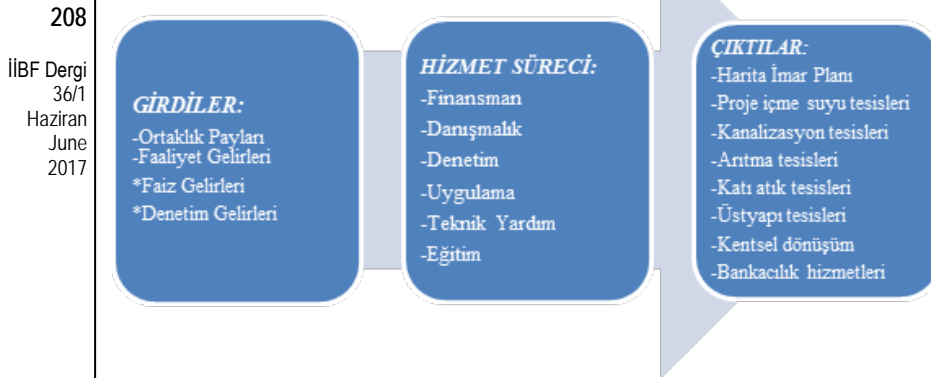 208
İİBF Dergi
36/1
Haziran
June
2017
GİRDİLER:
-Ortaklık Payları
-Faaliyet Gelirleri
*Faiz Gelirleri
*Denetim Gelirleri
HİZMET SÜRECİ:
-Finansman
-Danışmalık
-Denetim
-Uygulama
-Teknik Yardım
-Eğitim
ÇIKTILAR:
-Harita İmar Planı
-Proje içme suyu tesisleri
-Kanalizasyon tesisleri
-Arıtma tesisleri
-Katı atık tesisleri
-Üstyapı tesisleri
-Kentsel dönüşüm
-Bankacılık hizmetleri